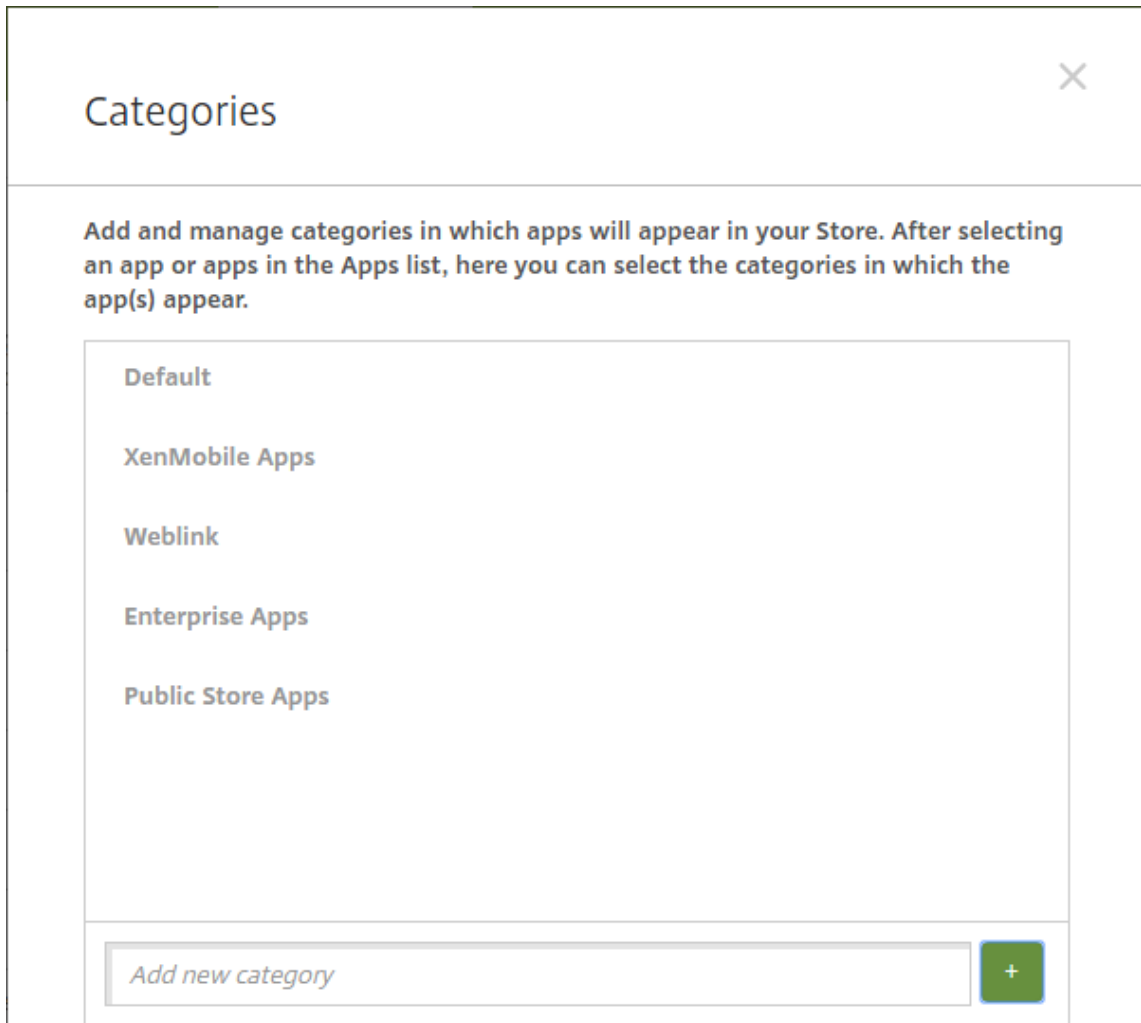 Categories
Add and manage categories in which apps will appear in your Store. After selecting
an app or apps in the Apps list, here you can select the categories in which the
app(s) appear.
Default
XenMobile Apps
Weblink
Enterprise Apps
Public Store Apps
Add new category
+